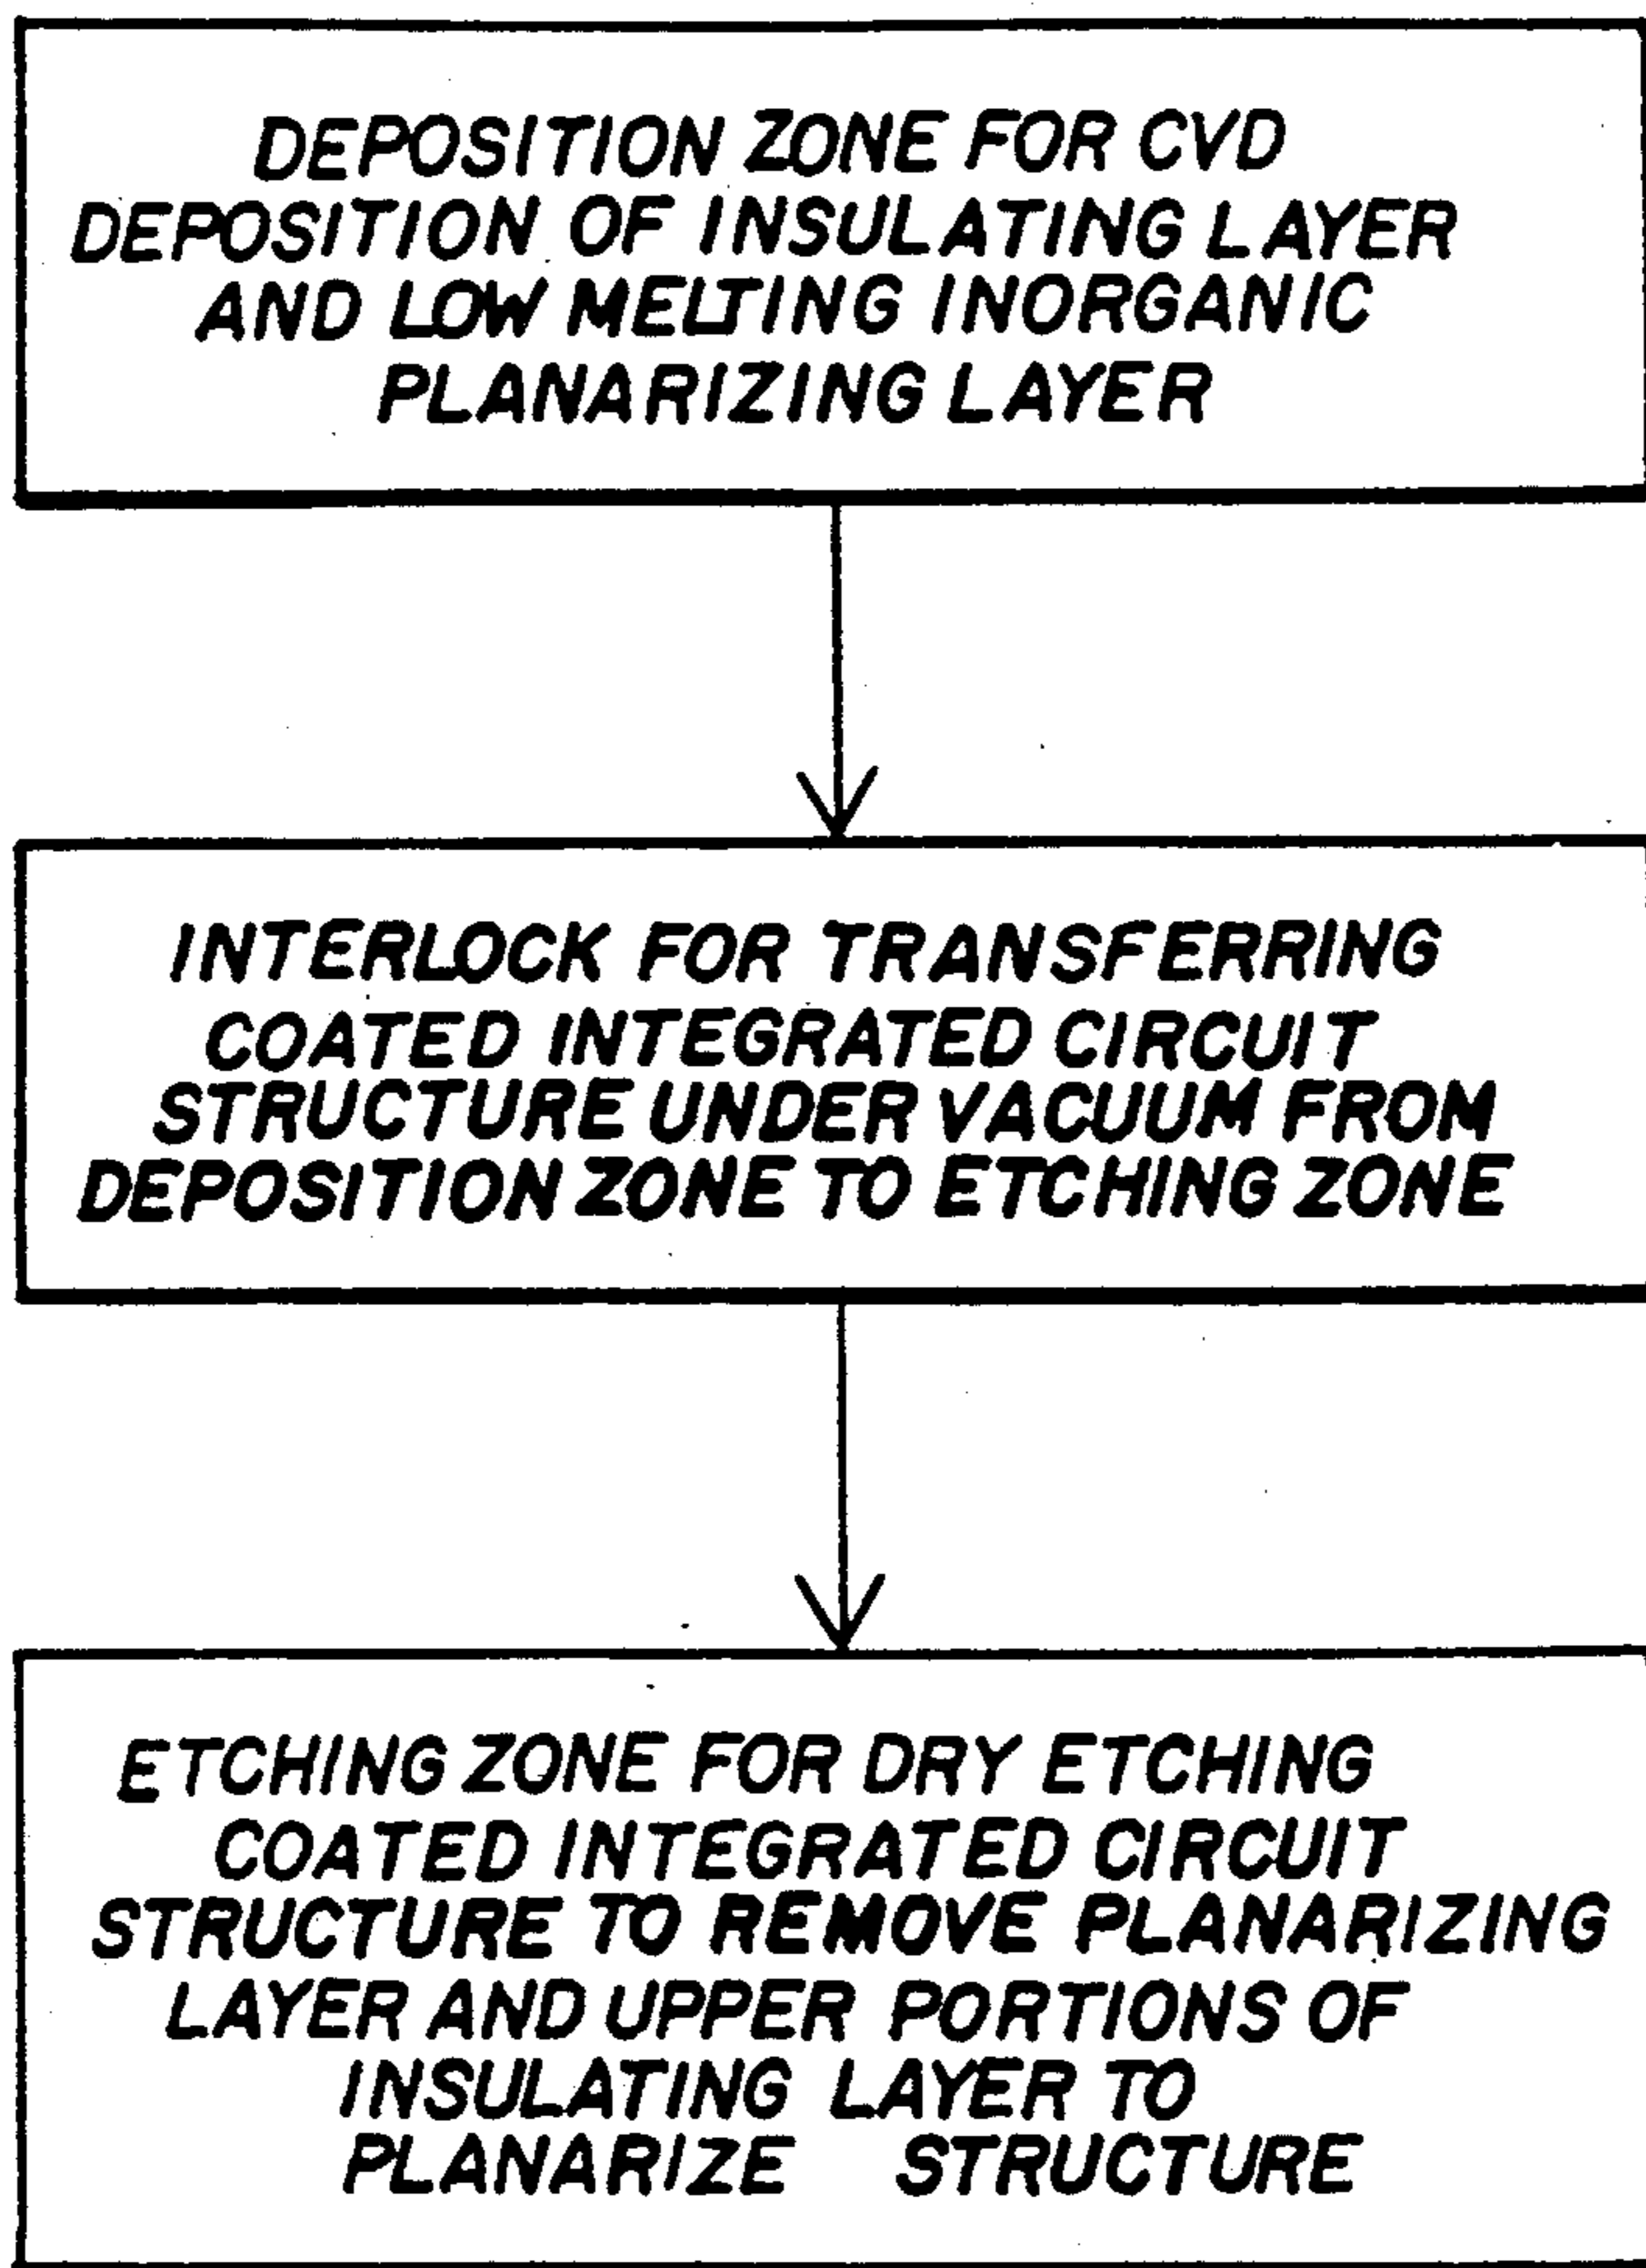 DEPOSITION ZONE FOR CVD
DEPOSITION OF INSULATING LAYER
AND LOW MELTING INORGANIC
PLANARIZING LAYER
INTERLOCK FOR TRANSFERRING
COATED INTEGRATED CIRCUIT
STRUCTURE UNDER VACUUM FROM
DEPOSITION ZONE TO ETCHING ZONE
ETCHING ZONE FOR DRY ETCHING
COATED INTEGRATED CIRCUIT
STRUCTURE TO REMOVE PLANARIZING
LAYER AND UPPER PORTIONS OF
INSULATING LAYER TO
PLANARIZE STRUCTURE